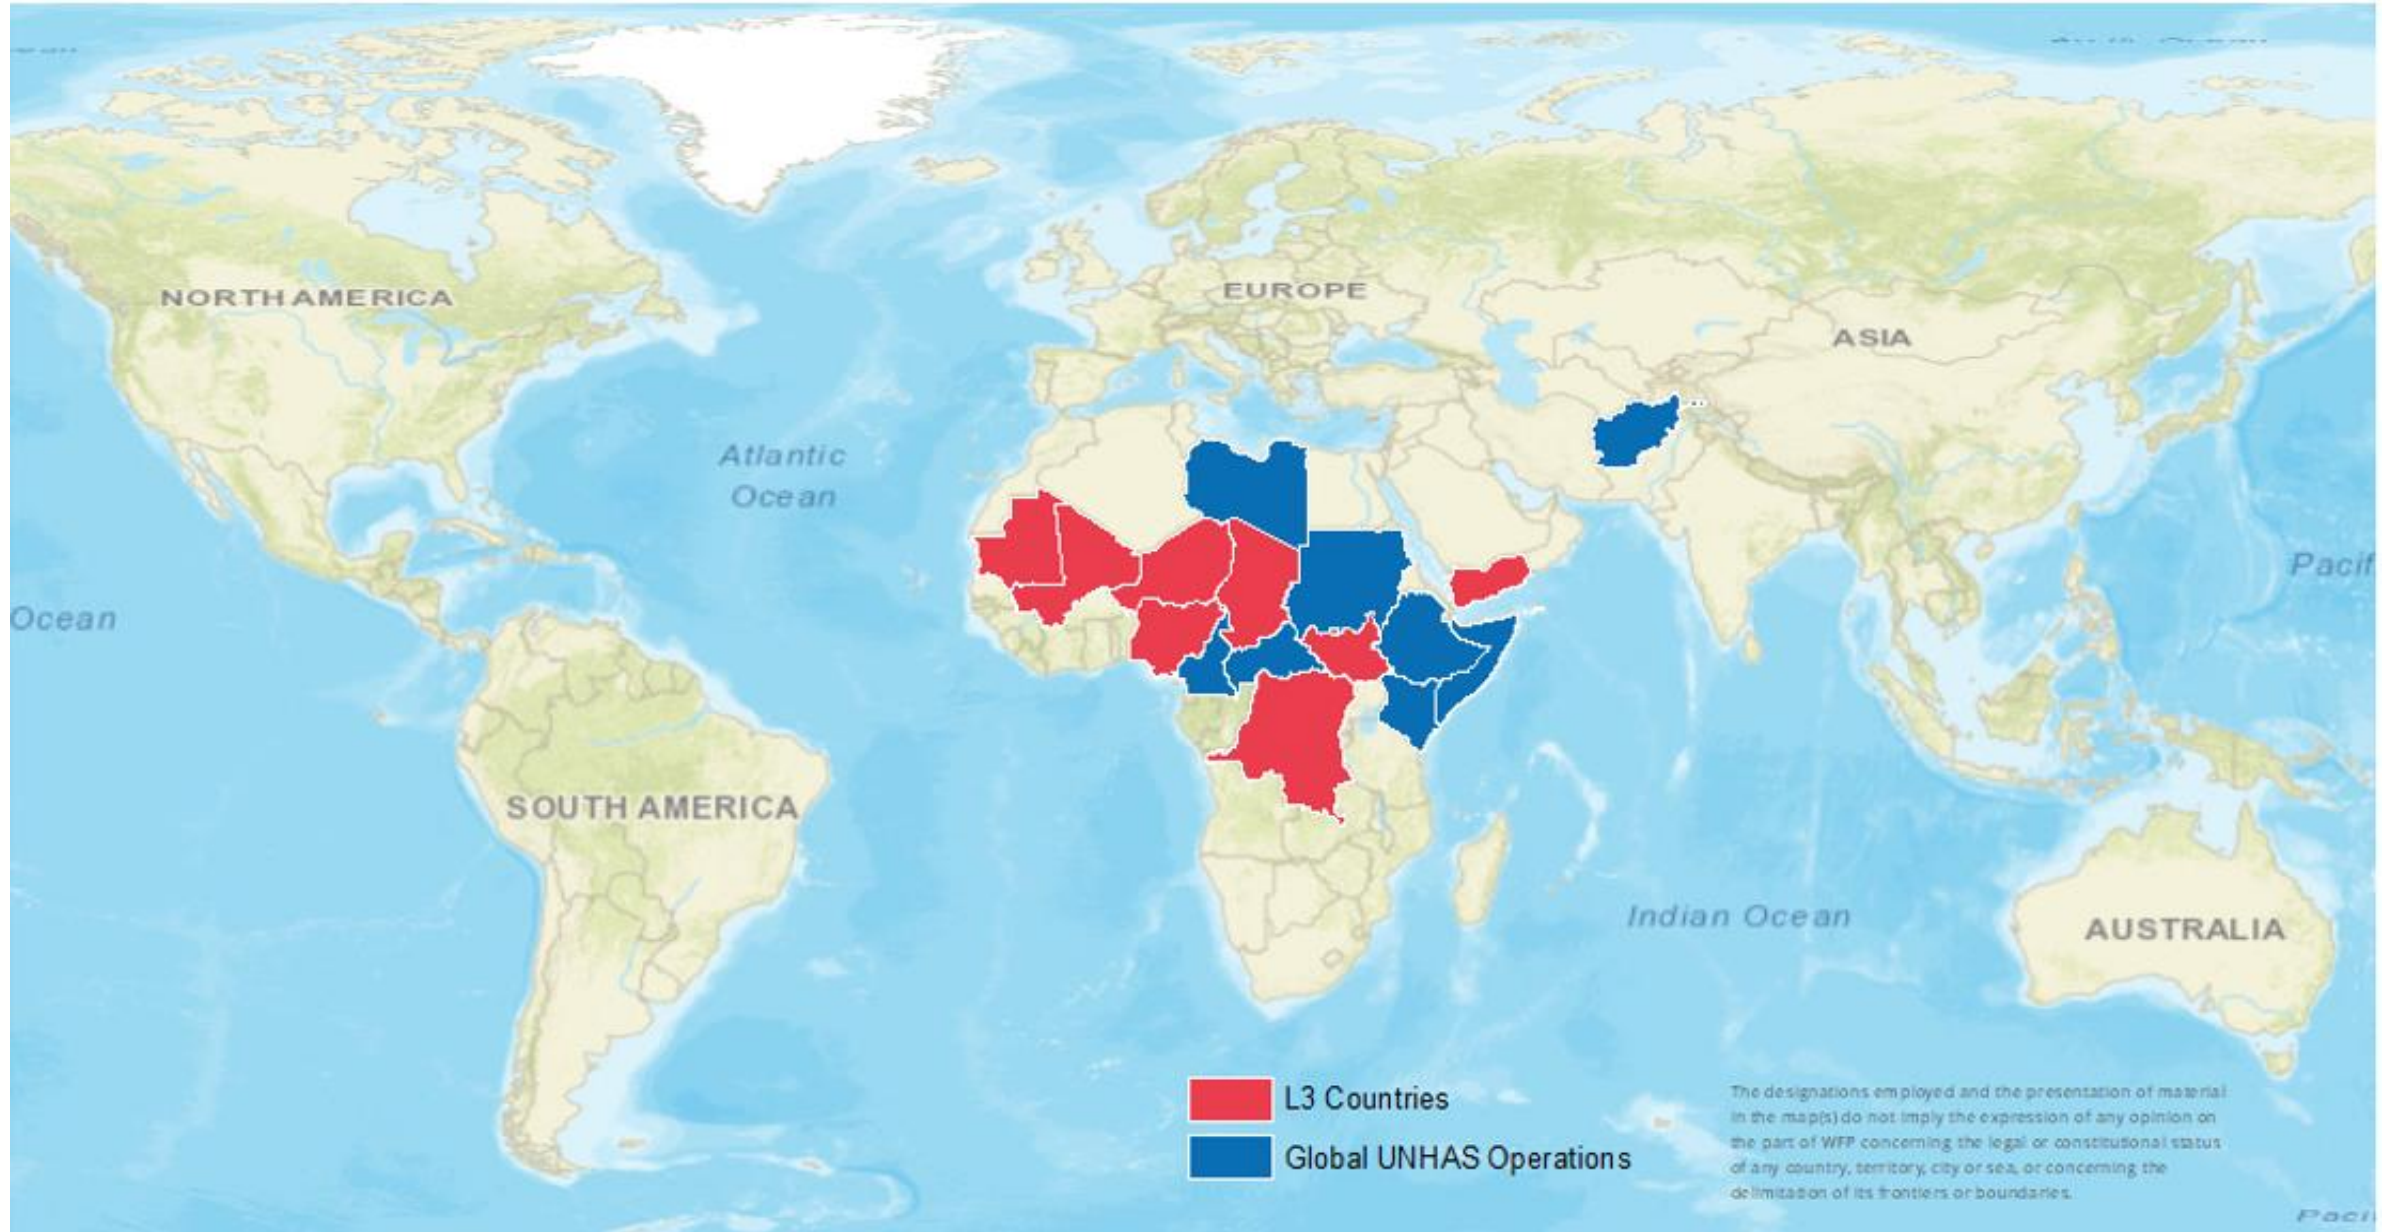 NORTH AMERICA
EUROPE
ASIA
Atlantic
Ocean
Pacif
Ocean
SOUTH AMERICA
Indian Ocean
AUSTRALIA
L3 Countries
Global UNHAS Operations
The designations employed and the presentation of material
in the map(s) do not imply the expression of any opinion on
the part of WFP concerning the legal or constitutional status
of any country, territory, city or sea, or concerning the
delimitation of its frontiers or boundaries.
Paci